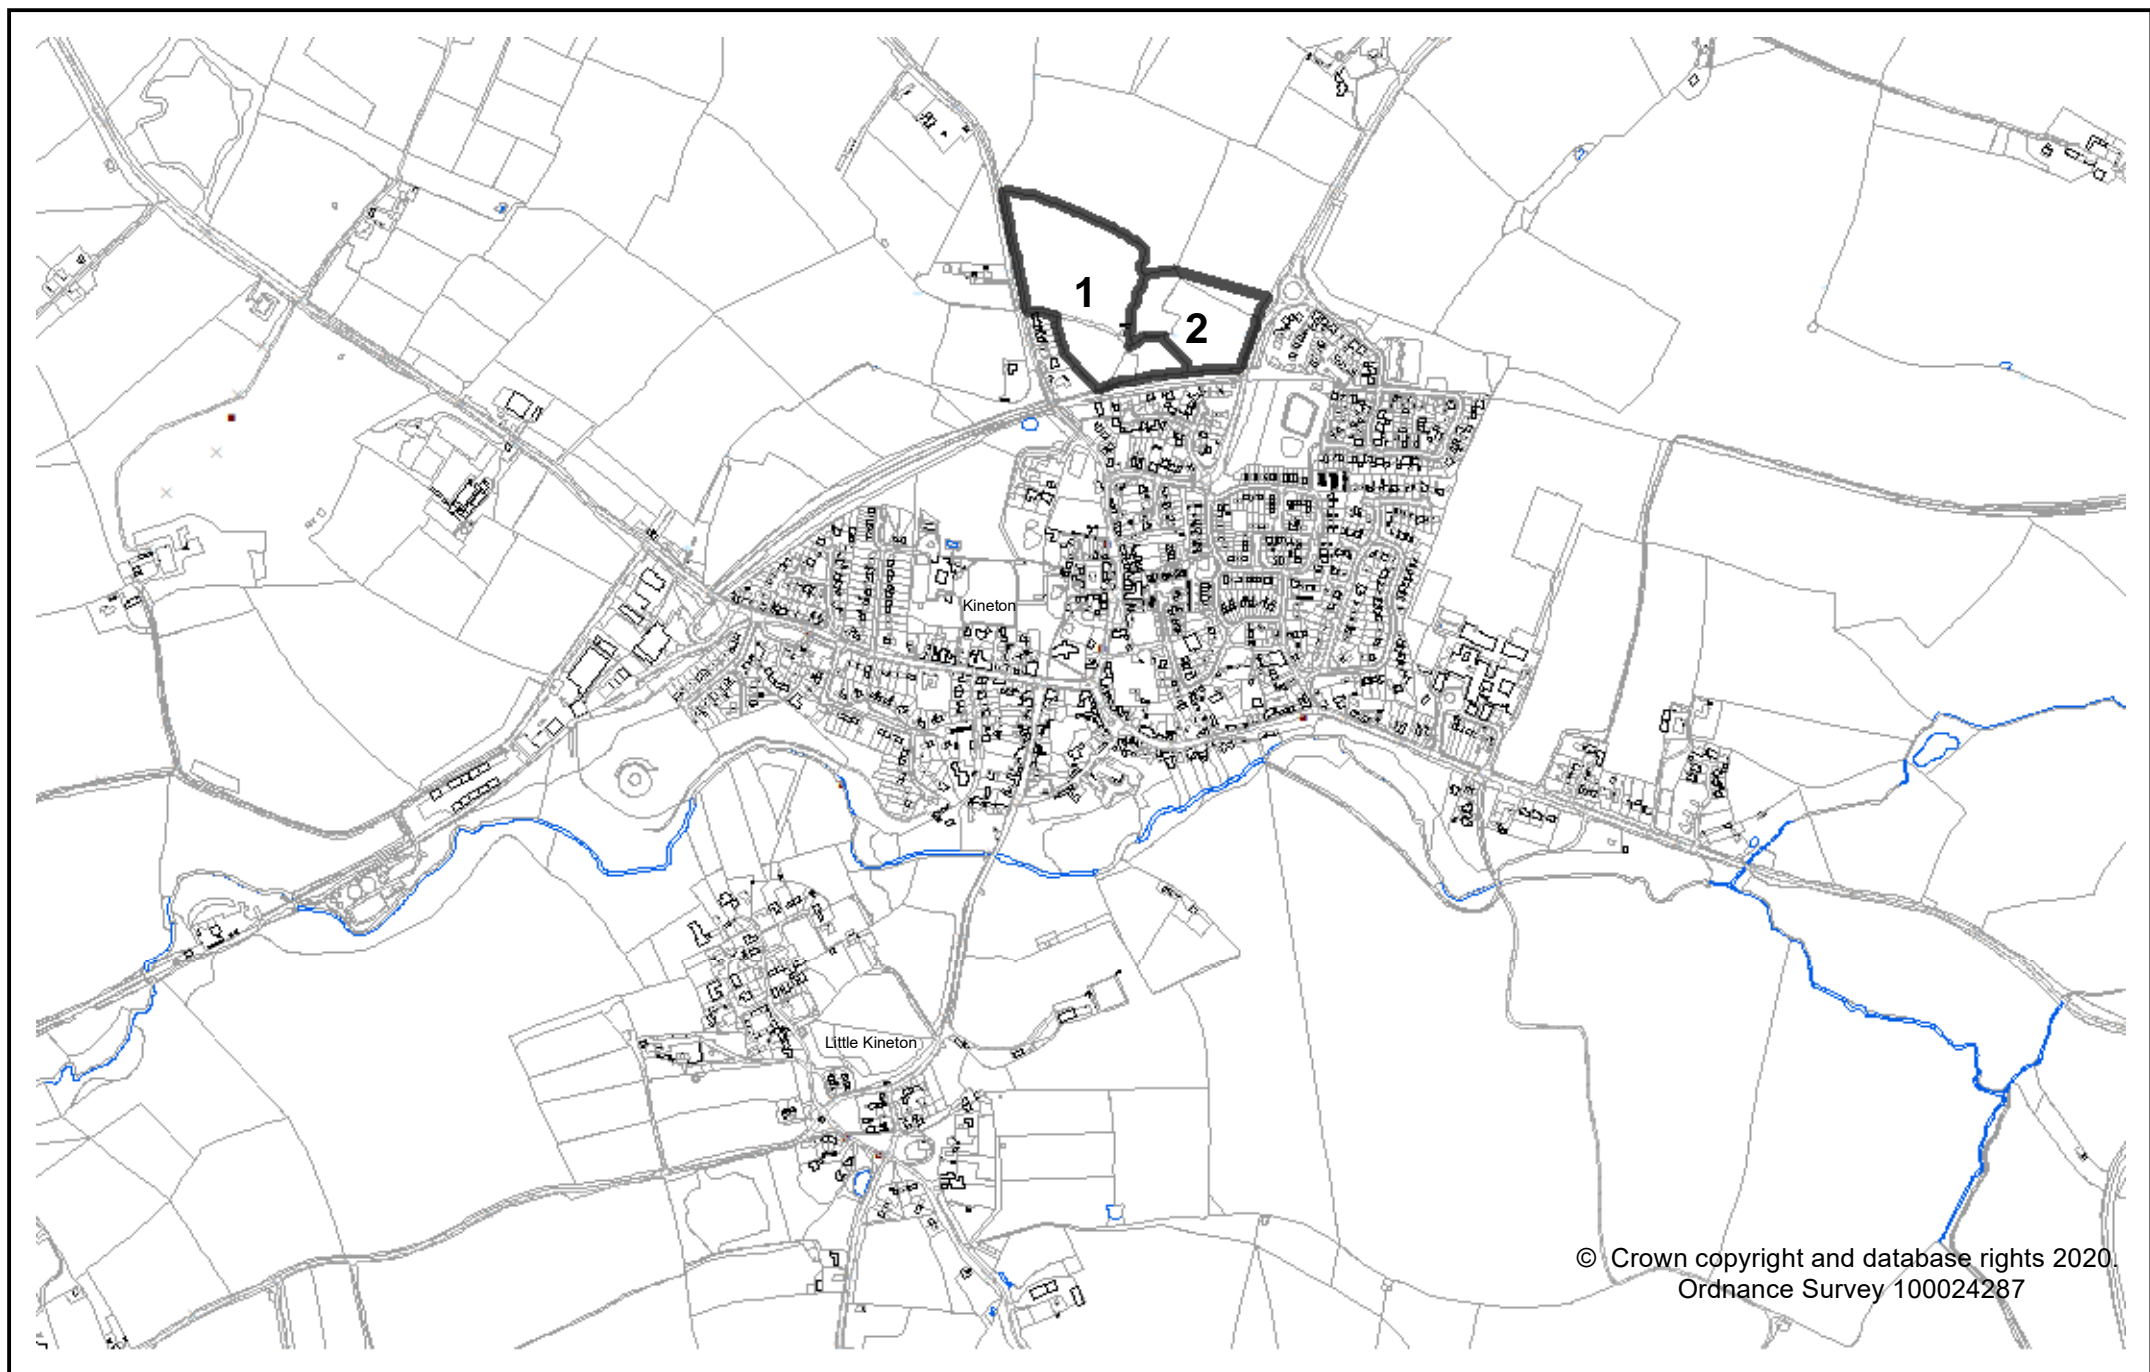 1
2
Kineton
Little Kineton
© Crown copyright and database rights 2020.
Ordnance Survey 100024287